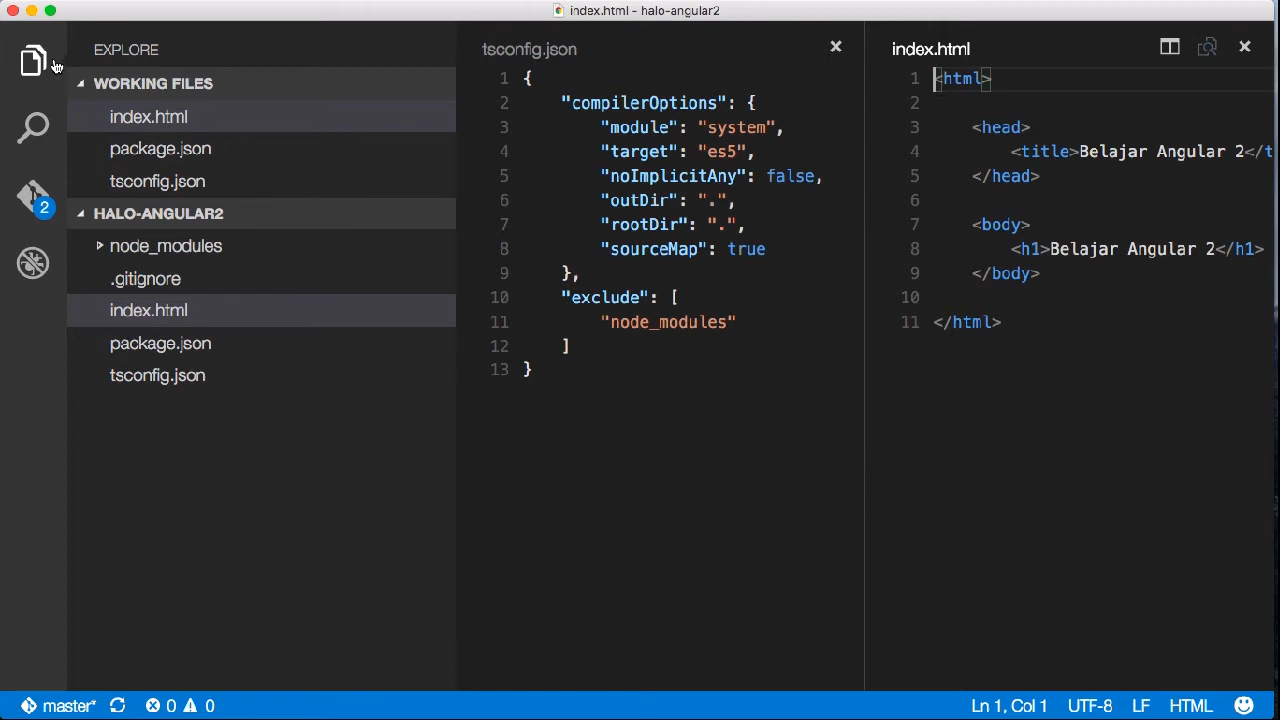 index.html - halo-angular2
EXPLORE
WORKING FILES
index.html
package.json
tsconfig.json
HALO-ANGULAR2
node_modules
.gitignore
index.html
package.json
tsconfig.json
2
tsconfig.json
1 {
2 "compilerOptions": {
3 "module": "system",
4 "target": "es5",
5 "noImplicitAny": false,
6 "outDir": ".",
7 "rootDir": ".",
8 "sourceMap": true
9 },
10 "exclude": [
11 "node_modules"
12 ]
13 }
index.html
1 <html>
2
3 <head>
4 <title>Belajar Angular 2</t
5 </head>
6
7 <body>
8 <h1>Belajar Angular 2</h1>
9 </body>
10
11 </html>
master* 0 0 Ln 1, Col 1 UTF-8 LF HTML